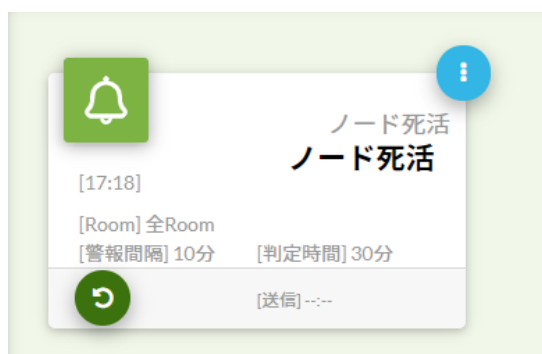 ノード死活
ノード死活
[17:18]
[Room] 全Room
[警報間隔] 10分 [判定時間] 30分
[送信] --:--